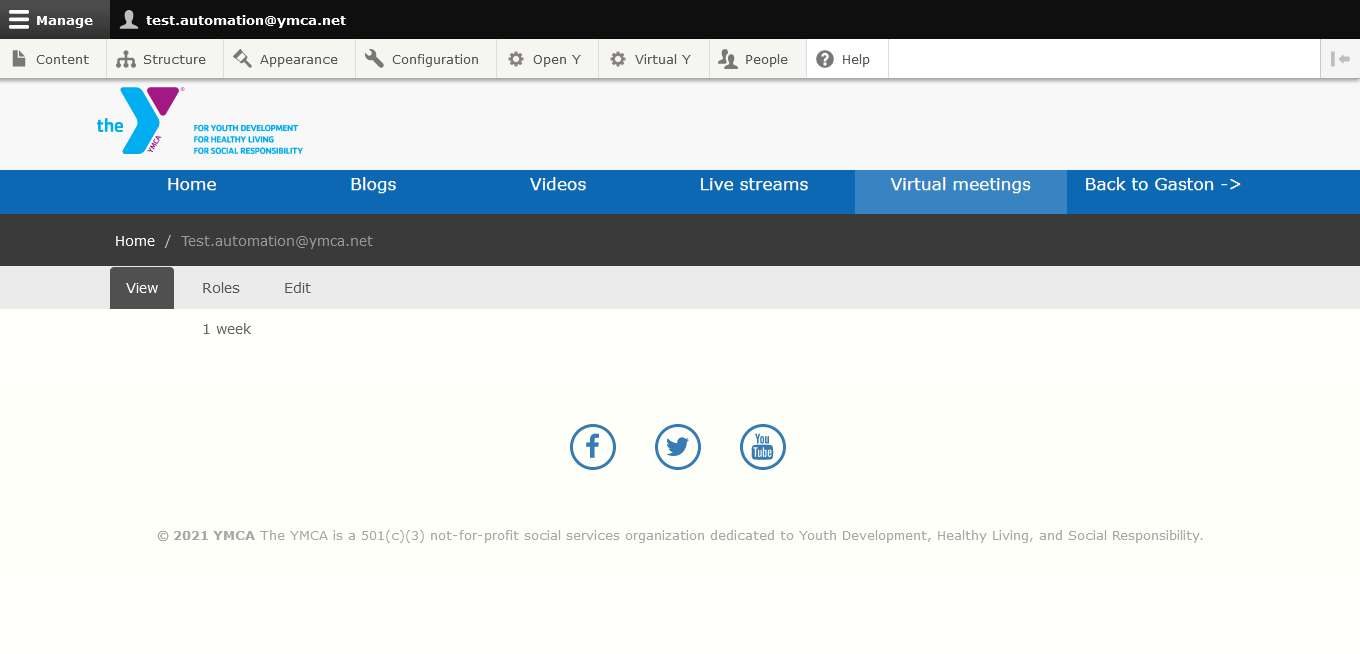 Manage test.automation@ymca.net
Content Structure Appearance Configuration Open Y Virtual Y People Help
the YMCA ®
FOR YOUTH DEVELOPMENT
FOR HEALTHY LIVING
FOR SOCIAL RESPONSIBILITY
Home Blogs Videos Live streams Virtual meetings Back to Gaston ->
Home / Test.automation@ymca.net
View Roles Edit
1 week
You
Tube
© 2021 YMCA The YMCA is a 501(c)(3) not-for-profit social services organization dedicated to Youth Development, Healthy Living, and Social Responsibility.